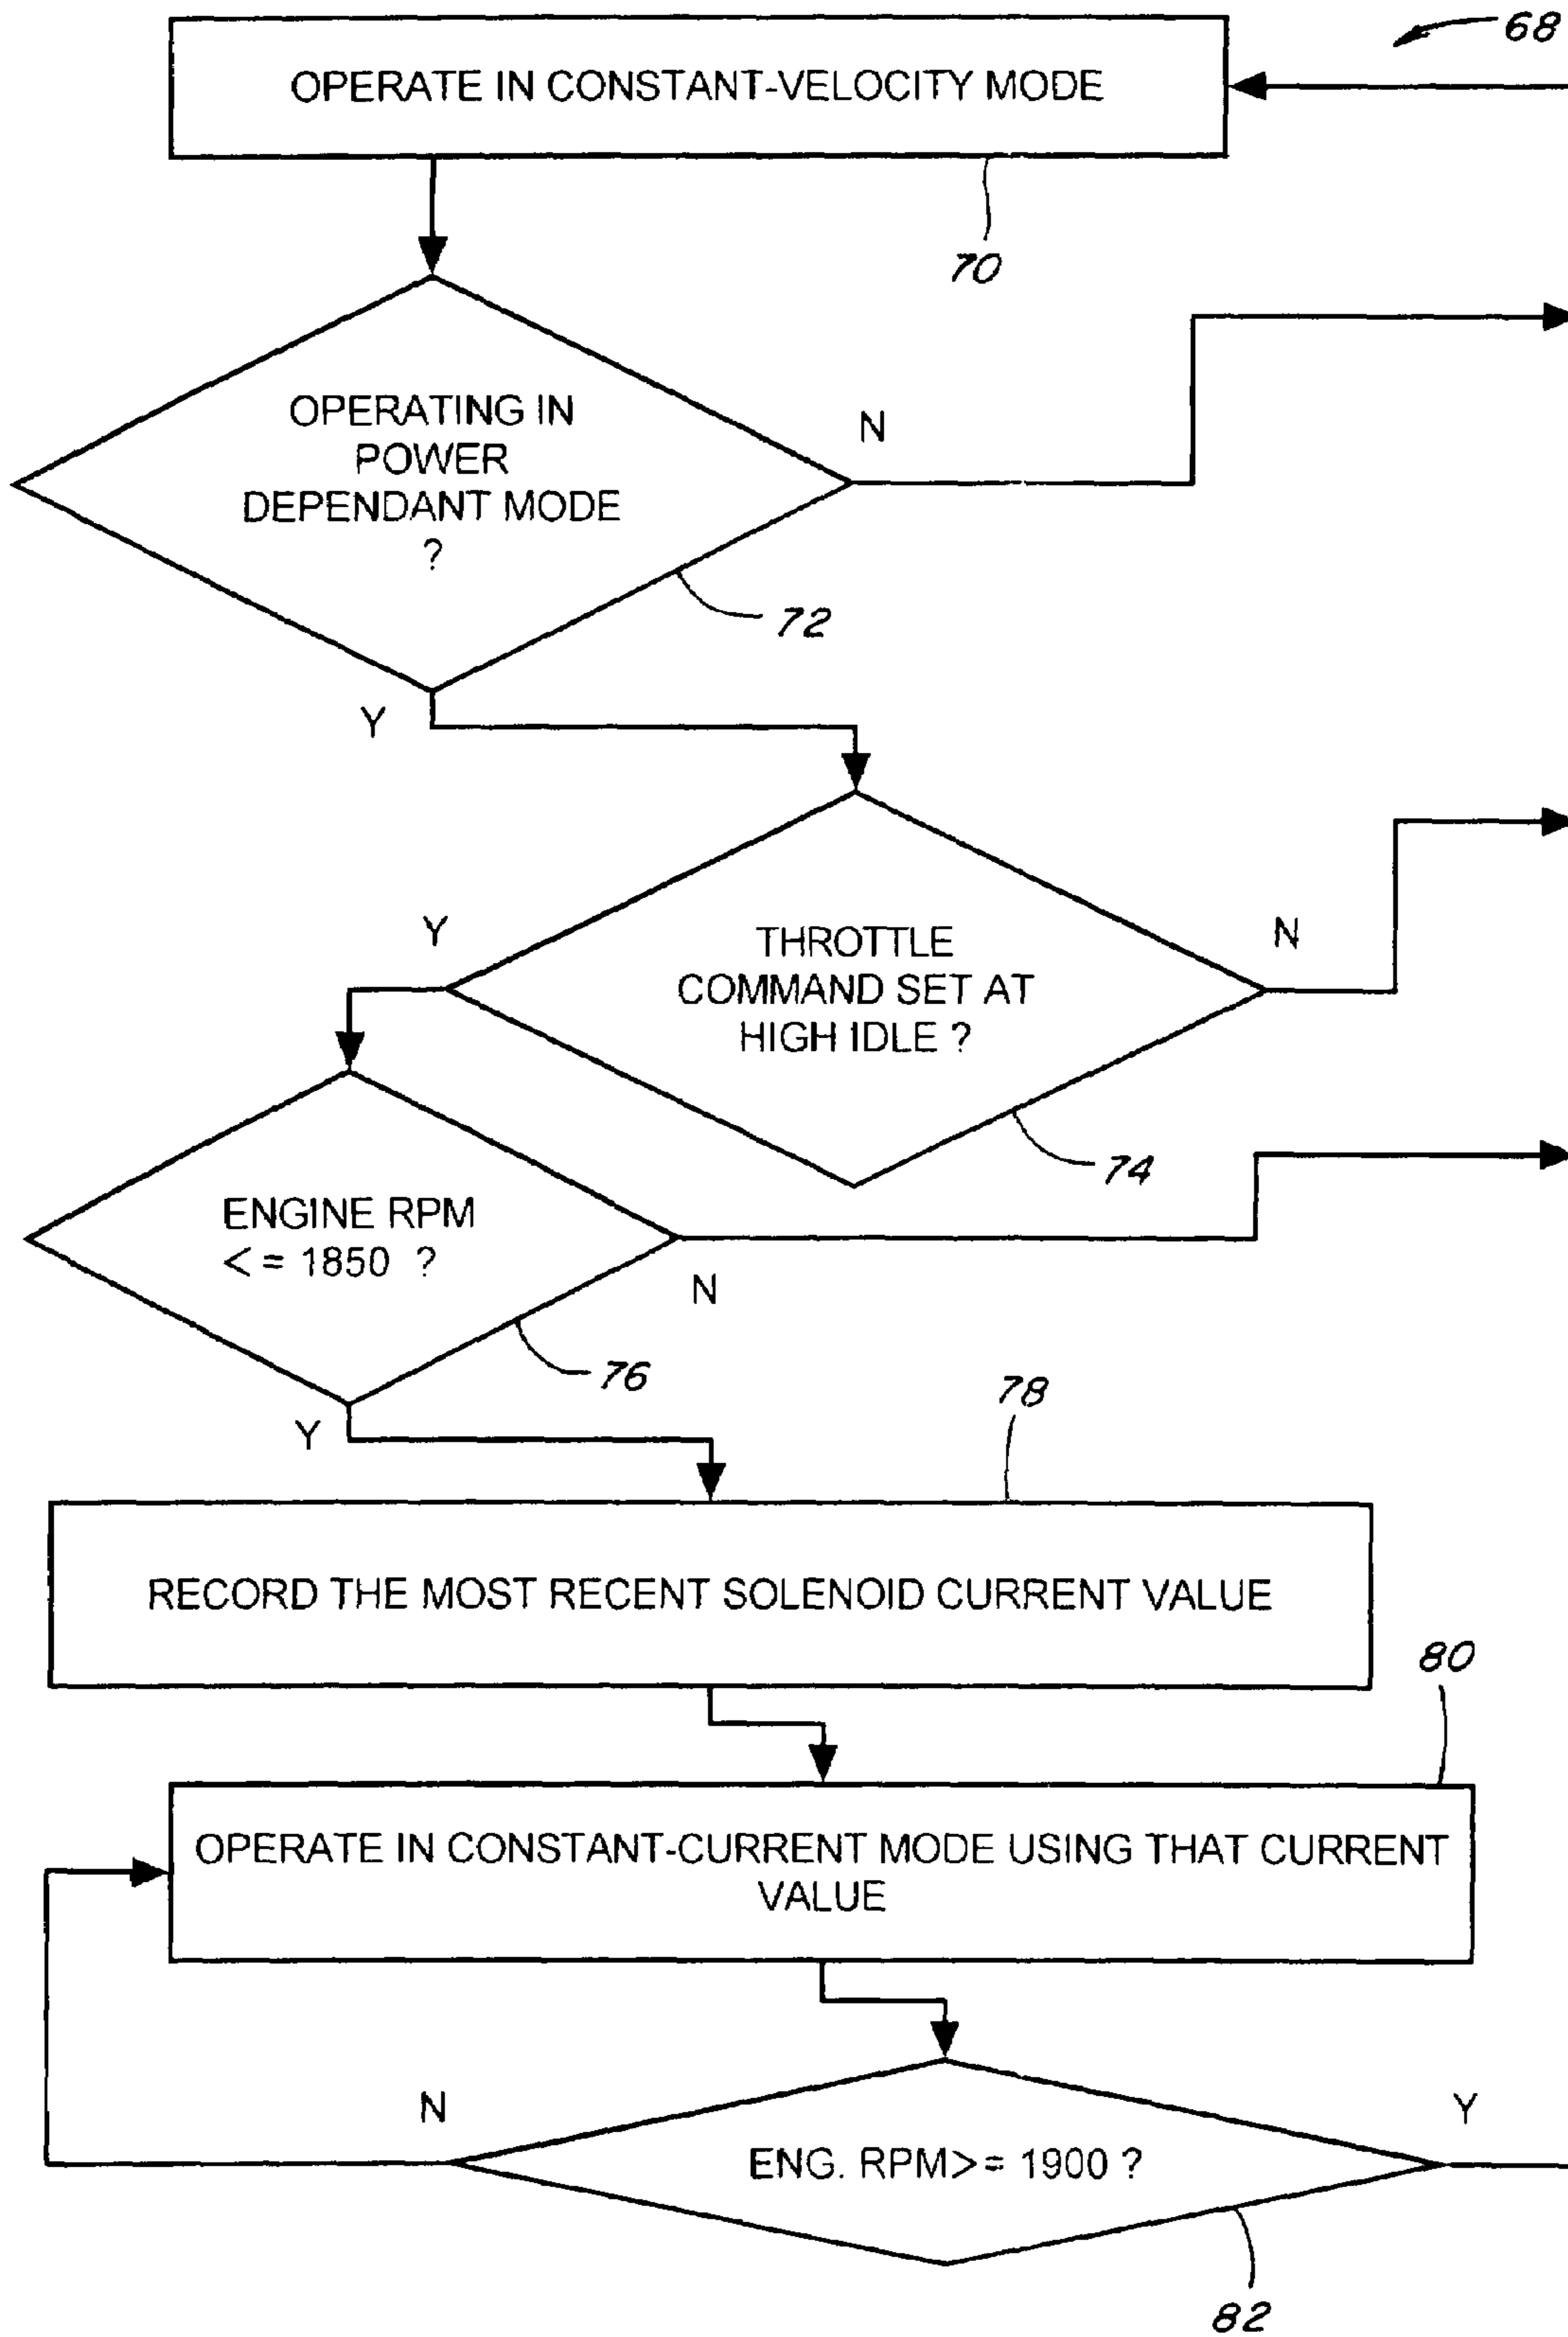 68
OPERATE IN CONSTANT-VELOCITY MODE
70
OPERATING IN
POWER
DEPENDANT MODE
?
N
72
Y
Y
THROTTLE
COMMAND SET AT
HIGH IDLE ?
N
74
ENGINE RPM
< = 1850 ?
N
76
Y
78
RECORD THE MOST RECENT SOLENOID CURRENT VALUE
80
OPERATE IN CONSTANT-CURRENT MODE USING THAT CURRENT
VALUE
N
Y
ENG. RPM> = 1900 ?
82